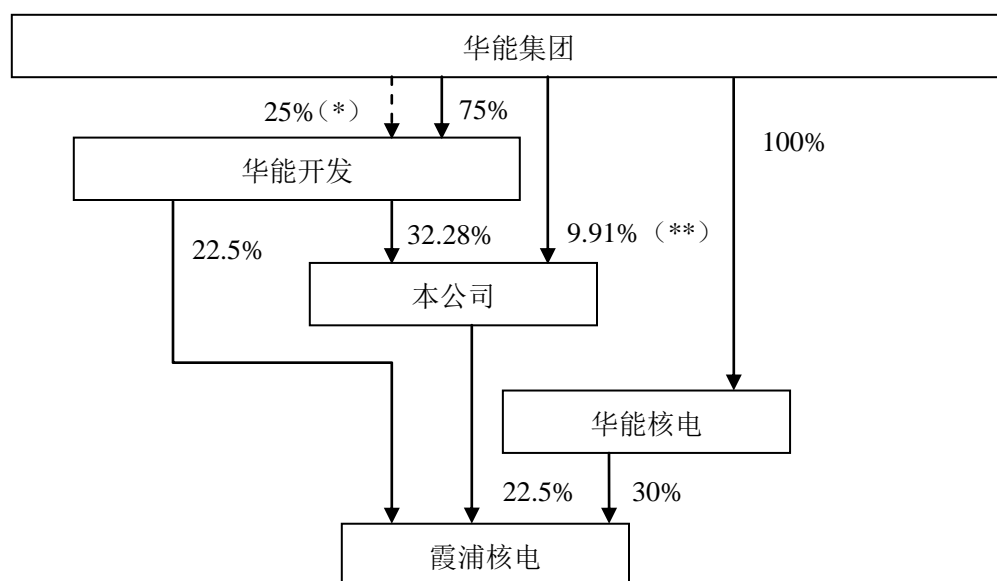 华能集团
25%（*）
75%
100%
华能开发
22.5%
32.28%
9.91%（**）
本公司
华能核电
22.5%
30%
霞浦核电